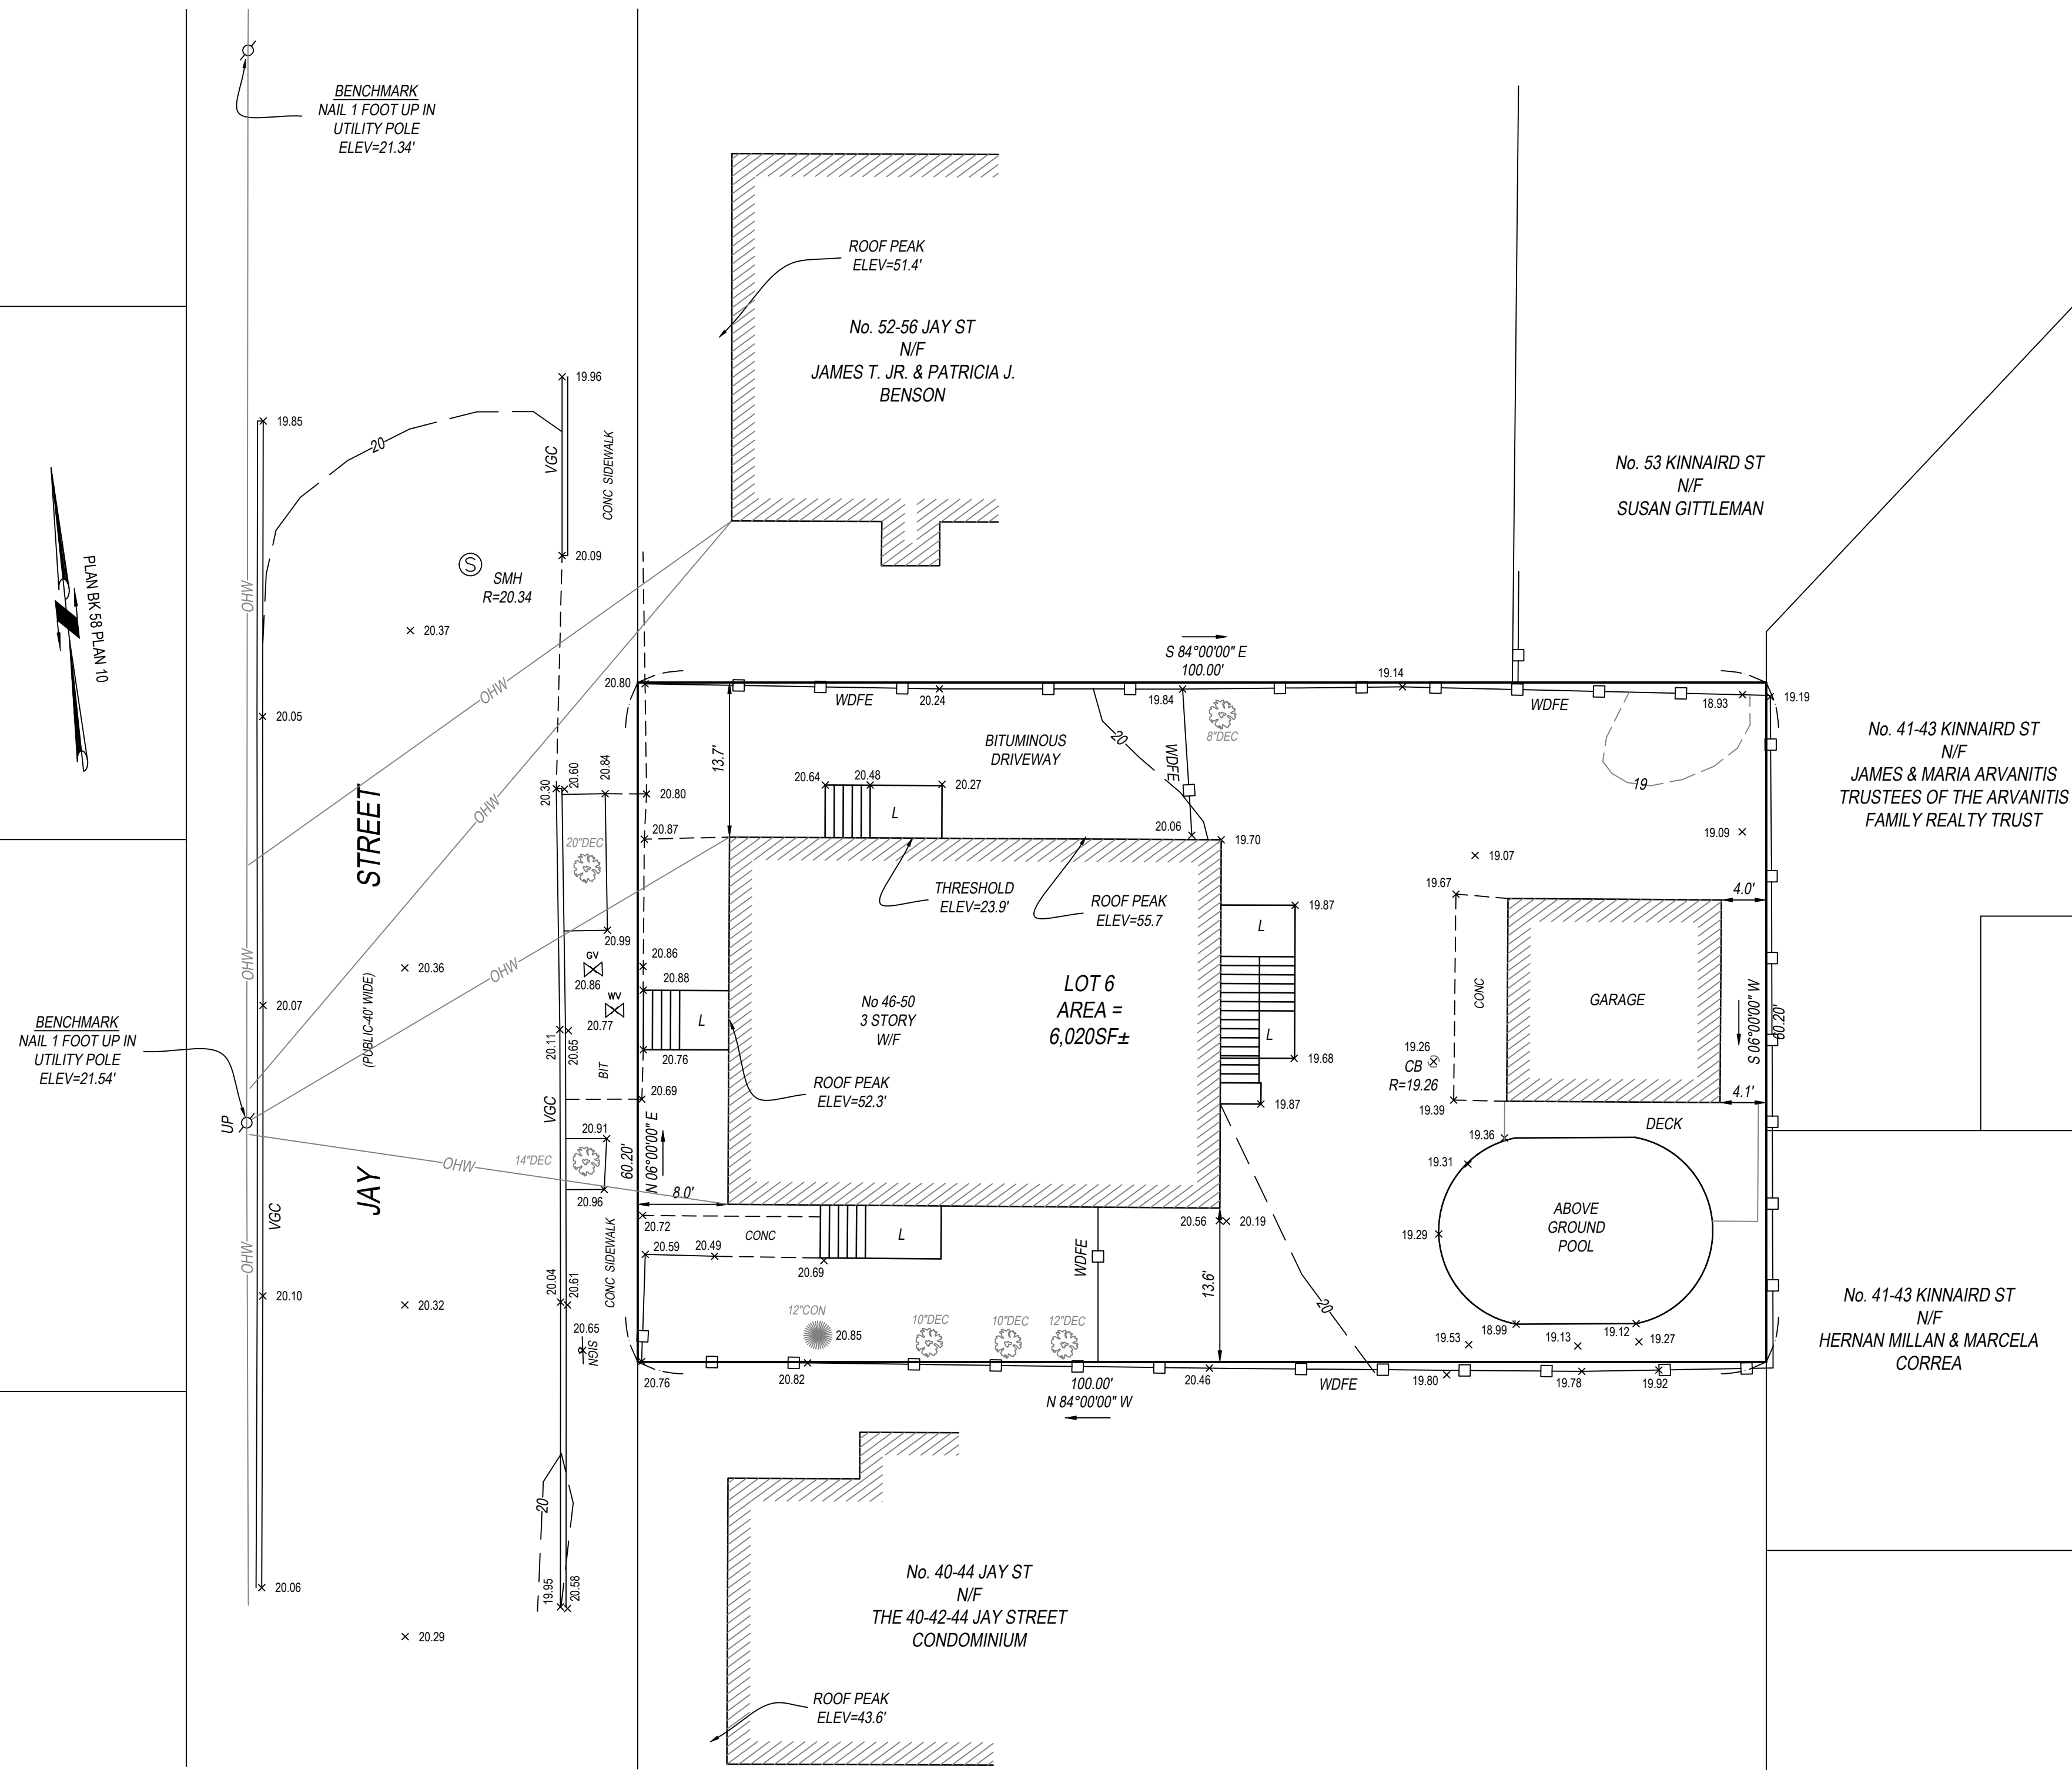 BENCHMARK
NAIL 1 FOOT UP IN
UTILITY POLE
ELEV=21.34'
ROOF PEAK
ELEV=51.4'
No. 52-56 JAY ST
N/F
JAMES T. JR. & PATRICIA J.
BENSON
19.96
19.85
20
VGC
CONC SIDEWALK
No. 53 KINNAIRD ST
N/F
SUSAN GITTLEMAN
20.09
S
SMH
R=20.34
OHW
PLAN BK 58 PLAN 10
20.37
S 84°00'00" E
100.00'
19.14
20.80
OHW
WDFE
20.24
19.84
WDFE
18.93
19.19
20.05
8"DEC
20
BITUMINOUS
DRIVEWAY
WDFE
13.7'
No. 41-43 KINNAIRD ST
N/F
JAMES & MARIA ARVANITIS
TRUSTEES OF THE ARVANITIS
FAMILY REALTY TRUST
19
20.64
20.48
20.27
20.30
20.60
20.84
20.80
OHW
L
20.87
20.06
19.70
19.09
20"DEC
19.07
STREET
THRESHOLD
ELEV=23.9'
ROOF PEAK
ELEV=55.7
19.67
4.0'
19.87
L
20.99
OHW
OHW
20.36
GV
20.86
20.86
20.88
WV
20.77
(PUBLIC-40' WIDE)
20.07
L
No 46-50
3 STORY
W/F
LOT 6
AREA =
6,020SF±
CONC
GARAGE
S 06°00'00" W
60.20'
BENCHMARK
NAIL 1 FOOT UP IN
UTILITY POLE
ELEV=21.54'
20.11
20.65
20.76
L
19.68
19.26
CB
R=19.26
BIT
ROOF PEAK
ELEV=52.3'
20.69
4.1'
19.87
19.39
UP
VGC
20.91
60.20'
N 06°00'00" E
DECK
19.36
14"DEC
OHW
19.31
20.96
8.0'
JAY
VGC
20.72
20.56
20.19
ABOVE
GROUND
POOL
19.29
CONC
L
20.59
20.49
OHW
20.69
WDFE
CONC SIDEWALK
20.04
20.61
20.10
20.32
13.6'
20
No. 41-43 KINNAIRD ST
N/F
HERNAN MILLAN & MARCELA
CORREA
12"CON
20.85
10"DEC
10"DEC
12"DEC
20.65
SIGN
19.53
18.99
19.13
19.12
19.27
20.76
20.82
100.00'
N 84°00'00" W
20.46
WDFE
19.80
19.78
19.92
20
19.95
20.58
20.06
20.29
No. 40-44 JAY ST
N/F
THE 40-42-44 JAY STREET
CONDOMINIUM
ROOF PEAK
ELEV=43.6'